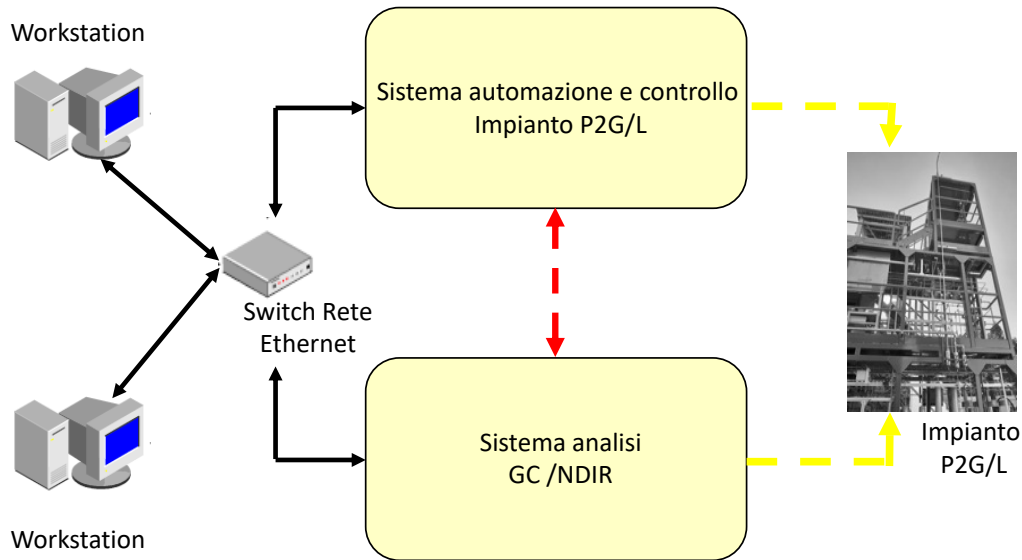 Workstation
Sistema automazione e controllo
Impianto P2G/L
Switch Rete
Ethernet
Sistema analisi
GC /NDIR
Impianto
P2G/L
Workstation